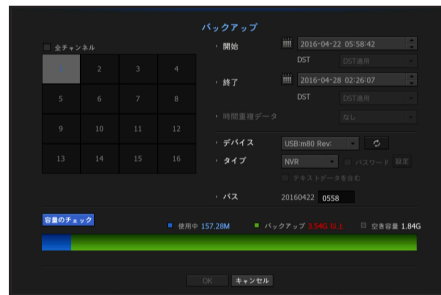 バックアップ
全チャンネル
開始 2016-04-22 05:58:42
DST DST適用
1 2 3 4
終了 2016-04-28 02:26:07
5 6 7 8
DST DST適用
時間重複データ なし
9 10 11 12
デバイス USB:m80 Rev:
13 14 15 16
タイプ NVR パスワード 設定
テキストデータを含む
パス 20160422 0558
容量のチェック
使用中 157.28M バックアップ 3.54G 空き容量 1.84G
OK キャンセル